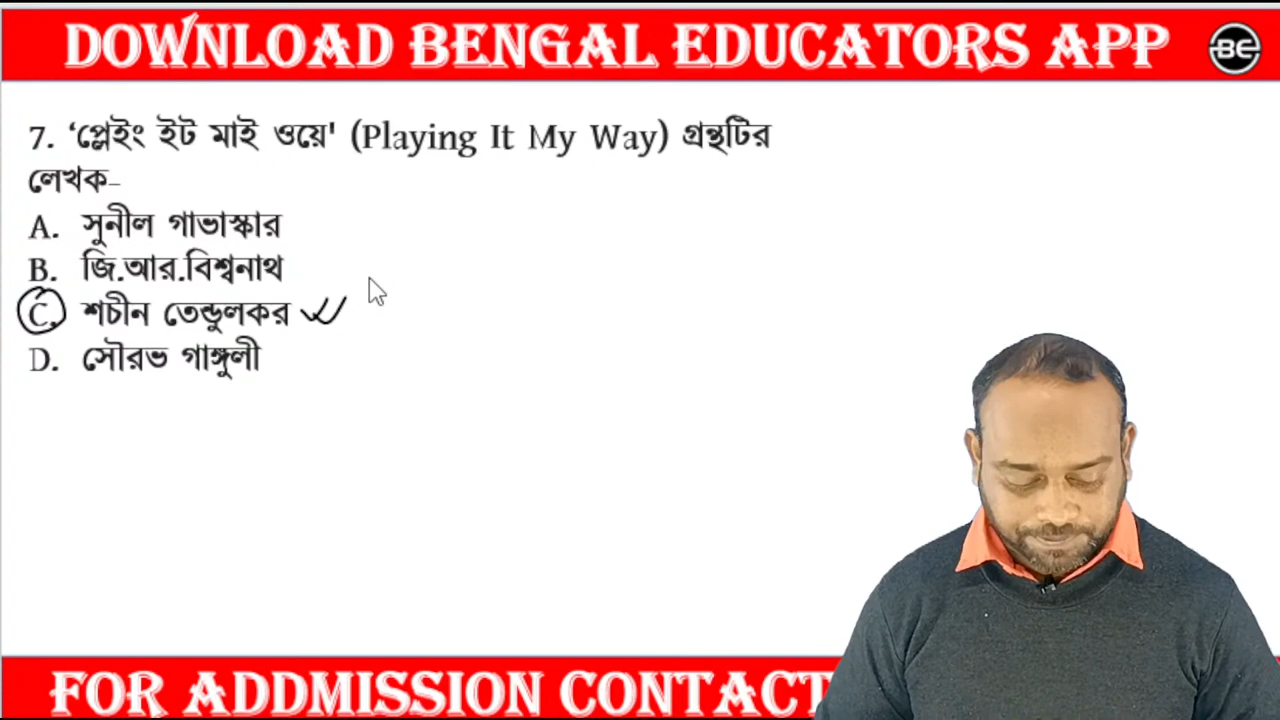 DOWNLOAD BENGAL EDUCATORS APP BE
7. ‘প্লেইং ইট মাই ওয়ে' (Playing It My Way) গ্রন্থটির
লেখক–
A. সুনীল গাভাস্কার
B. জি.আর.বিশ্বনাথ
C. শচীন তেন্ডুলকর
D. সৌরভ গাঙ্গুলী
FOR ADDMISSION CONTACT